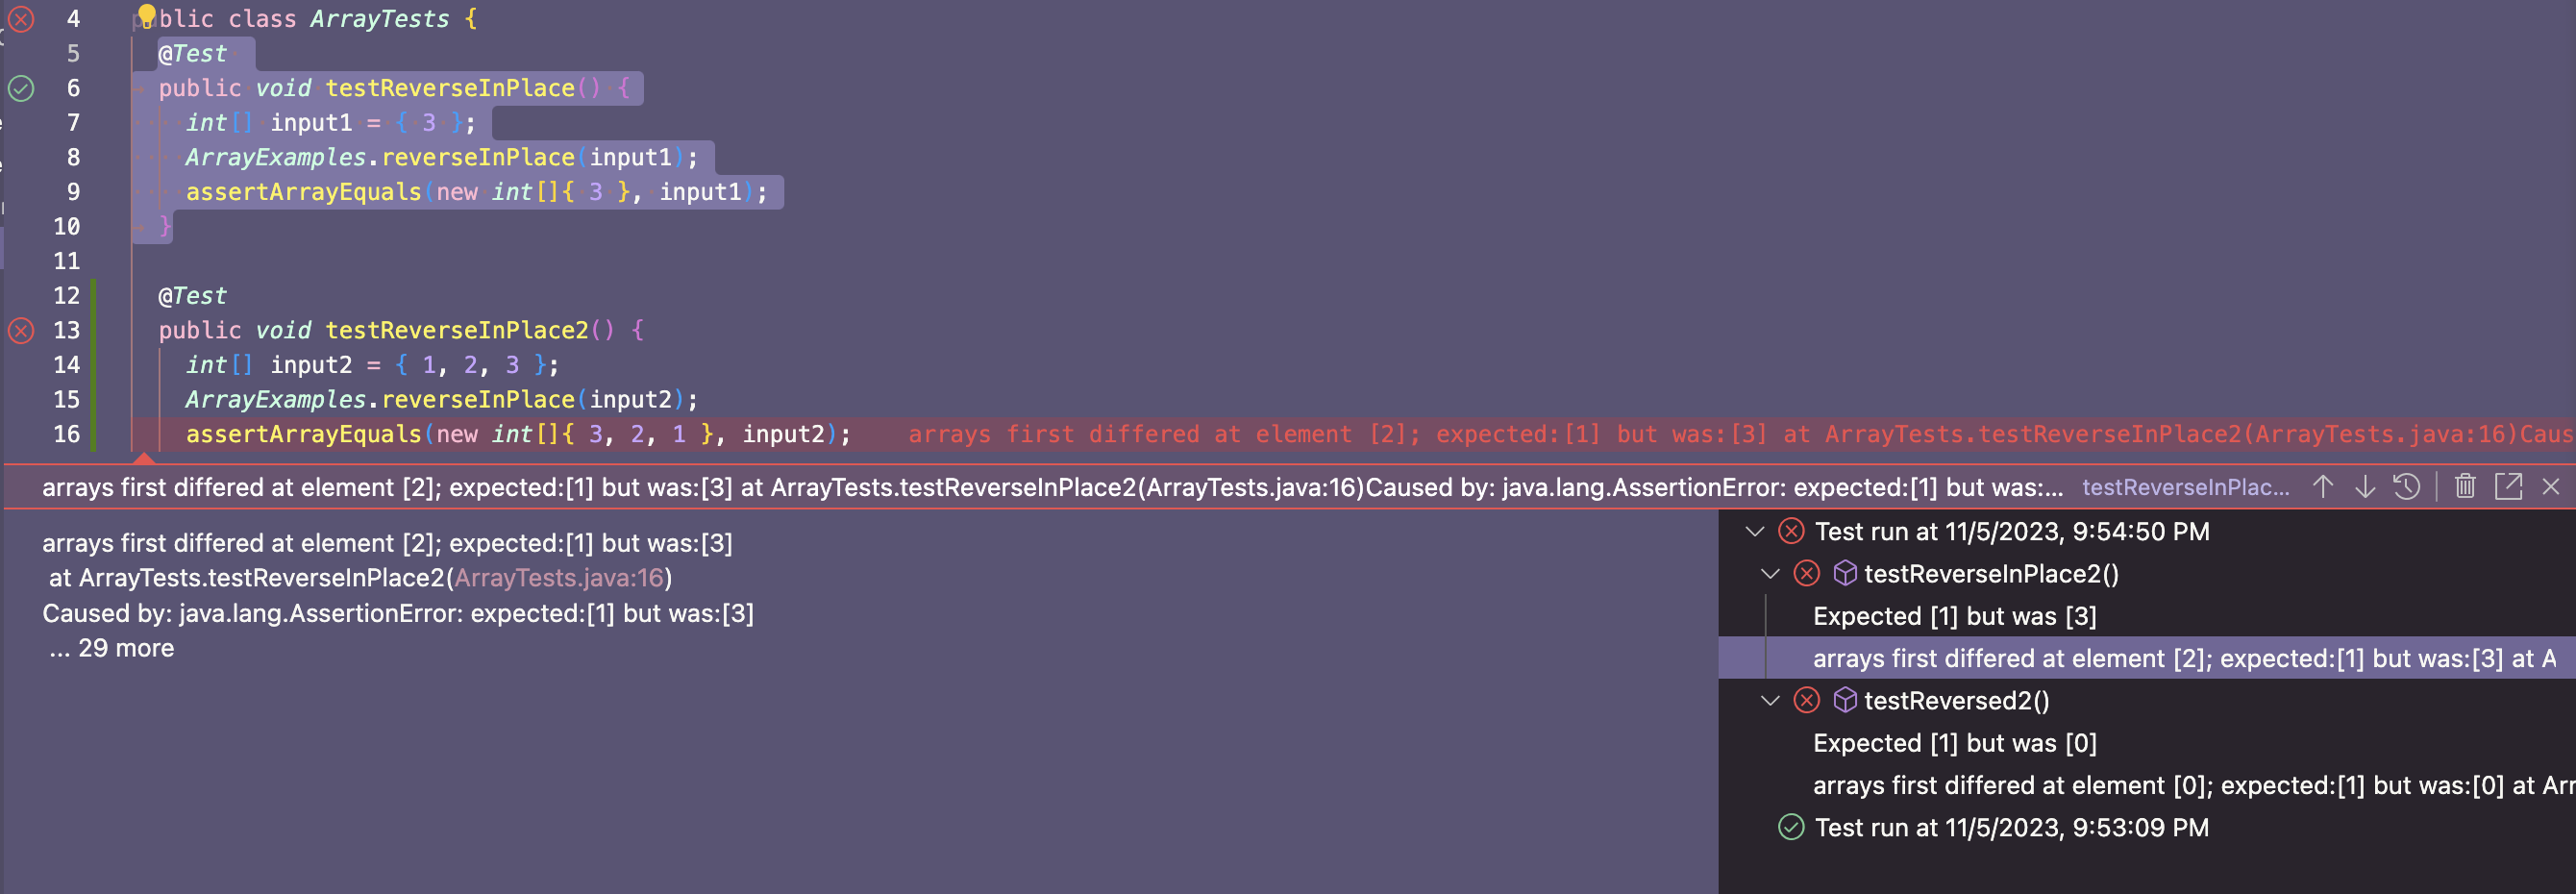 4 public class ArrayTests {
5 @Test
6 public void testReverseInPlace() {
7 int[] input1 = { 3 };
8 ArrayExamples.reverseInPlace(input1);
9 assertArrayEquals(new int[]{ 3 }, input1);
10 }
11
12 @Test
13 public void testReverseInPlace2() {
14 int[] input2 = { 1, 2, 3 };
15 ArrayExamples.reverseInPlace(input2);
16 assertArrayEquals(new int[]{ 3, 2, 1 }, input2); arrays first differed at element [2]; expected:[1] but was:[3] at ArrayTests.testReverseInPlace2(ArrayTests.java:16)Caus
arrays first differed at element [2]; expected:[1] but was:[3] at ArrayTests.testReverseInPlace2(ArrayTests.java:16)Caused by: java.lang.AssertionError: expected:[1] but was:... testReverseInPlac...
arrays first differed at element [2]; expected:[1] but was:[3]
at ArrayTests.testReverseInPlace2(ArrayTests.java:16)
Caused by: java.lang.AssertionError: expected:[1] but was:[3]
... 29 more
Test run at 11/5/2023, 9:54:50 PM
testReverseInPlace2()
Expected [1] but was [3]
arrays first differed at element [2]; expected:[1] but was:[3] at A
testReversed2()
Expected [1] but was [0]
arrays first differed at element [0]; expected:[1] but was:[0] at Arr
Test run at 11/5/2023, 9:53:09 PM